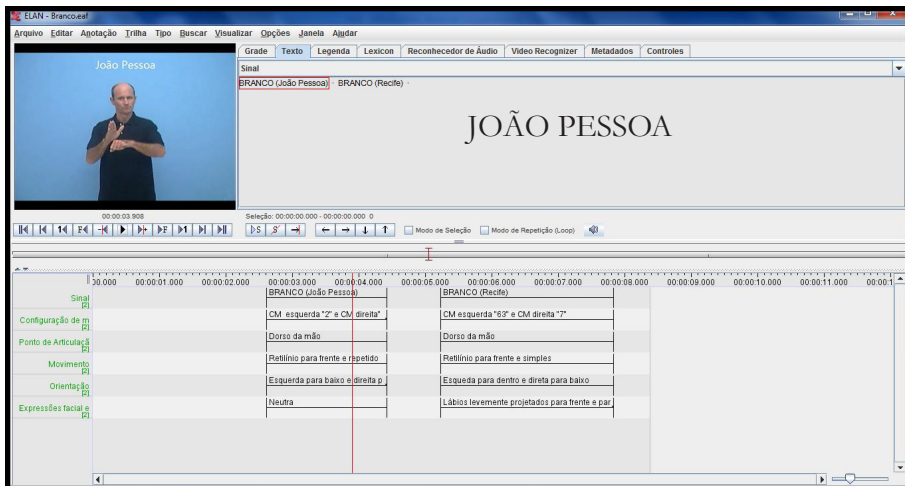 ELAN - Branco.eaf
Arquivo Editar Anotação Trilha Tipo Buscar Visualizar Opções Janela Ajudar
Grade Texto Legenda Lexicon Reconhecedor de Áudio Video Recognizer Metadados Controles
João Pessoa
Sinal
BRANCO (João Pessoa) · BRANCO (Recife) ·
JOÃO PESSOA
00:00:03.908
Seleção: 00:00:00.000 - 00:00:00.000 0
Modo de Seleção Modo de Repetição (Loop)
00.000 00:00:01.000 00:00:02.000 00:00:03.000 00:00:04.000 00:00:05.000 00:00:06.000 00:00:07.000 00:00:08.000 00:00:09.000 00:00:10.000 00:00:11.000 00:00:1
Sinal [2] BRANCO (João Pessoa) BRANCO (Recife)
Configuração de m [2] CM esquerda "2" e CM direita" CM esquerda "63" e CM direita "7"
Ponto de Articulaçã [2] Dorso da mão Dorso da mão
Movimento [2] Retilínio para frente e repetido Retilínio para frente e simples
Orientação [2] Esquerda para baixo e direita p Esqueda para dentro e direta para baixo
Expressões facial e [2] Neutra Lábios levemente projetados para frente e par